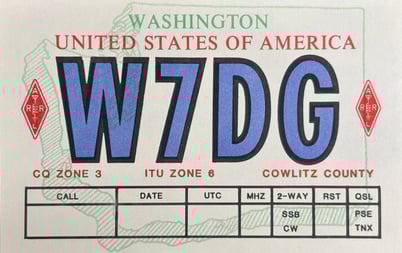 WASHINGTON
UNITED STATES OF AMERICA
W7DG
A R R L
A R R L
CQ ZONE 3 ITU ZONE 6 COWLITZ COUNTY
CALL DATE UTC MHZ 2-WAY RST QSL
SSB PSE
CW TNX